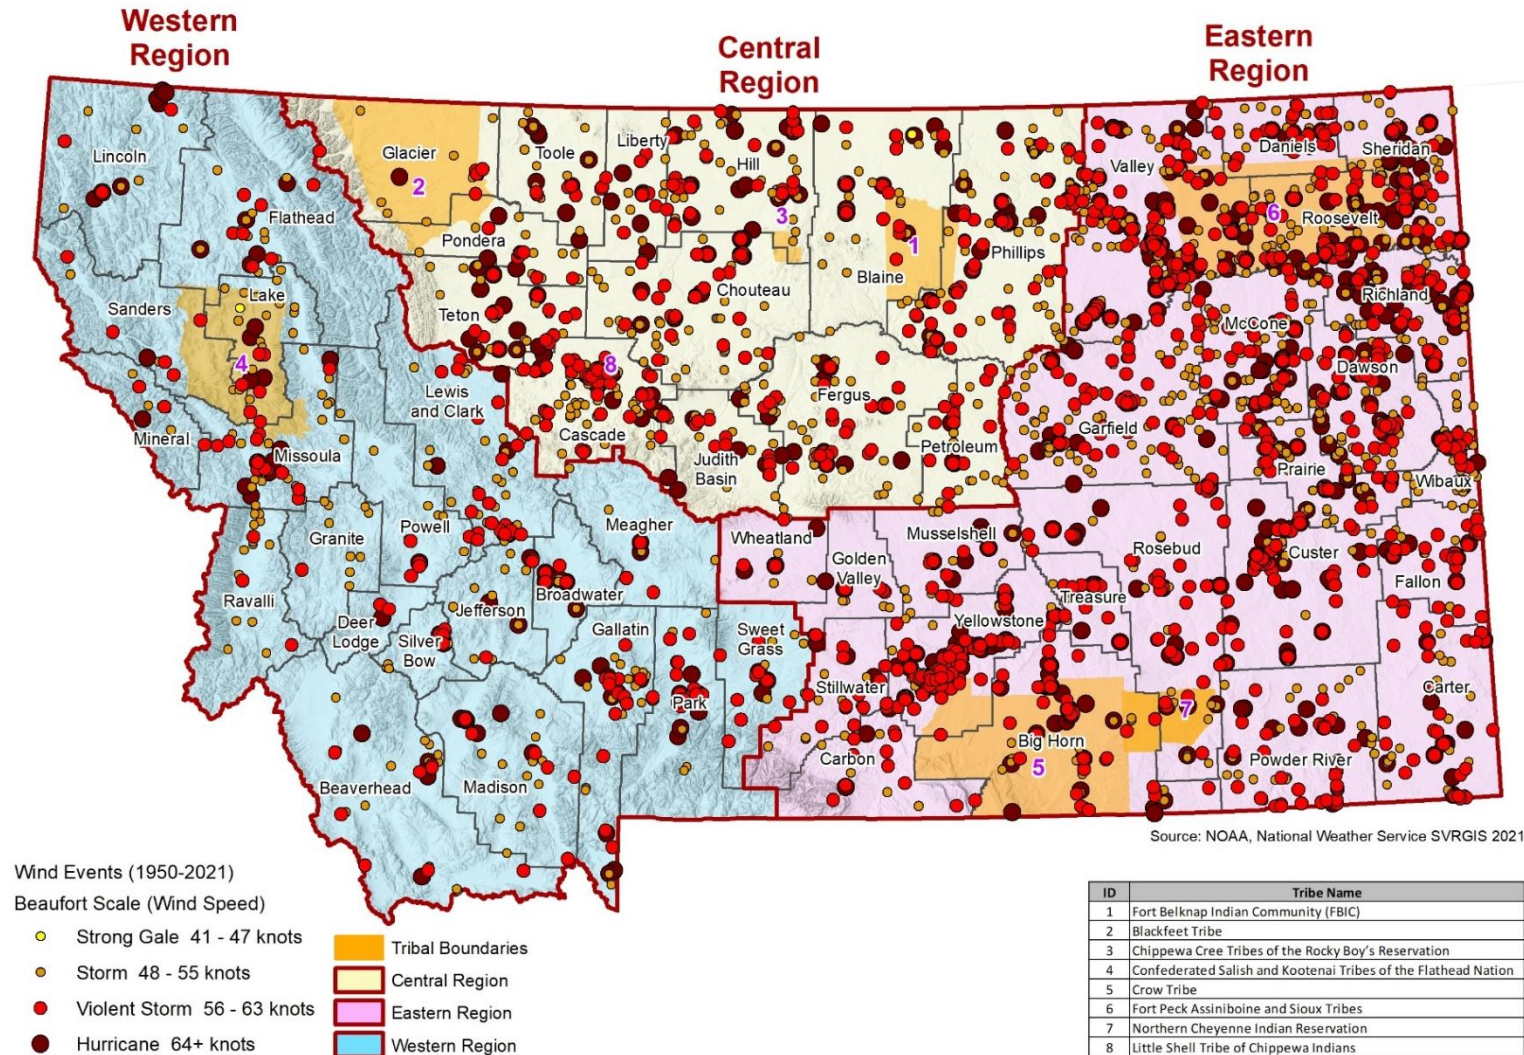 Western
Region
Central
Region
Eastern
Region
Lincoln
Flathead
Glacier
2
Toole
Liberty
Hill
3
Blaine
1
Phillips
Valley
Daniels
Sheridan
6
Roosevelt
Pondera
Teton
Chouteau
Sanders
Lake
4
Mineral
Missoula
Lewis
and Clark
8
Cascade
Fergus
Judith
Basin
Petroleum
Garfield
McCone
Richland
Dawson
Prairie
Wibaux
Granite
Powell
Meagher
Wheatland
Golden
Valley
Musselshell
Rosebud
Custer
Fallon
Ravalli
Deer
Lodge
Silver
Bow
Jefferson
Broadwater
Gallatin
Sweet
Grass
Park
Yellowstone
Treasure
Stillwater
Carbon
Big Horn
5
7
Powder River
Carter
Beaverhead
Madison
Source: NOAA, National Weather Service SVRGIS 2021
Wind Events (1950-2021)
Beaufort Scale (Wind Speed)
Strong Gale 41 - 47 knots
Storm 48 - 55 knots
Violent Storm 56 - 63 knots
Hurricane 64+ knots
Tribal Boundaries
Central Region
Eastern Region
Western Region
ID Tribe Name
1 Fort Belknap Indian Community (FBIC)
2 Blackfeet Tribe
3 Chippewa Cree Tribes of the Rocky Boy's Reservation
4 Confederated Salish and Kootenai Tribes of the Flathead Nation
5 Crow Tribe
6 Fort Peck Assiniboine and Sioux Tribes
7 Northern Cheyenne Indian Reservation
8 Little Shell Tribe of Chippewa Indians